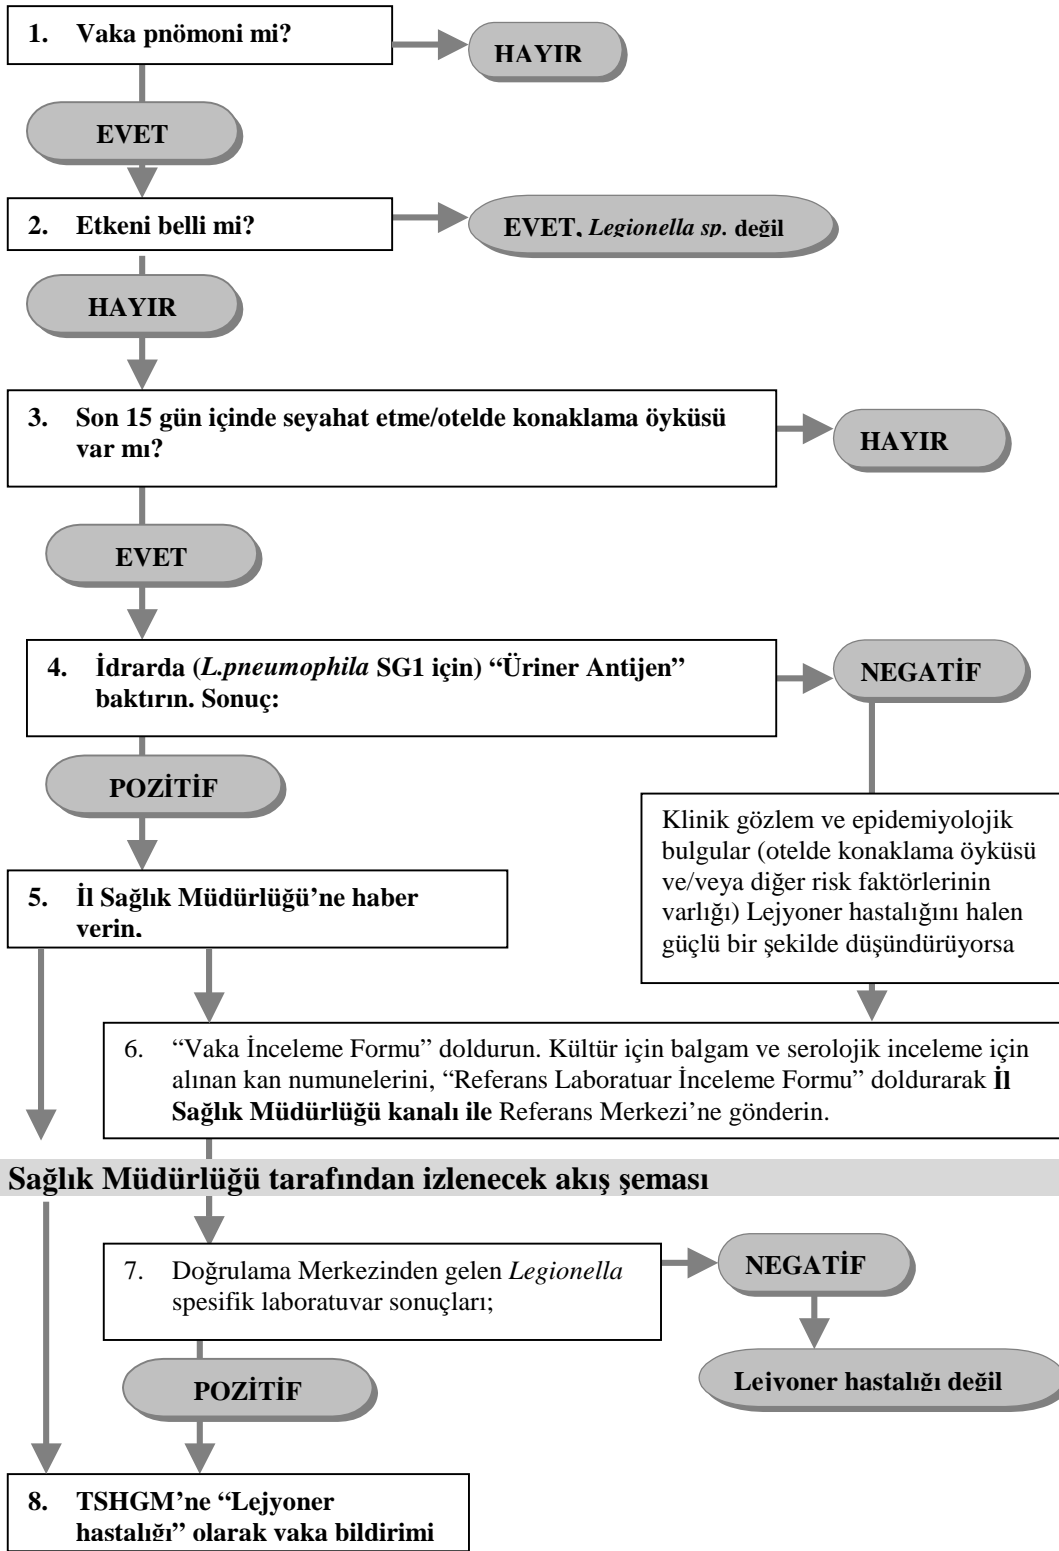 1. Vaka pnömoni mi?
HAYIR
EVET
2. Etkeni belli mi?
EVET, Legionella sp. değil
HAYIR
3. Son 15 gün içinde seyahat etme/otelde konaklama öyküsü
var mı?
HAYIR
EVET
4. İdrarda (L.pneumophila SG1 için) “Üriner Antijen”
baktırın. Sonuç:
NEGATİF
POZİTİF
Klinik gözlem ve epidemiyolojik
bulgular (otelde konaklama öyküsü
ve/veya diğer risk faktörlerinin
varlığı) Lejyoner hastalığını halen
güçlü bir şekilde düşündürüyorsa
5. İl Sağlık Müdürlüğü’ne haber
verin.
6. “Vaka İnceleme Formu” doldurun. Kültür için balgam ve serolojik inceleme için
alınan kan numunelerini, “Referans Laboratuar İnceleme Formu” doldurarak İl
Sağlık Müdürlüğü kanalı ile Referans Merkezi’ne gönderin.
Sağlık Müdürlüğü tarafından izlenecek akış şeması
7. Doğrulama Merkezinden gelen Legionella
spesifik laboratuvar sonuçları;
NEGATİF
POZİTİF
Lejyoner hastalığı değil
8. TSHGM’ne “Lejyoner
hastalığı” olarak vaka bildirimi